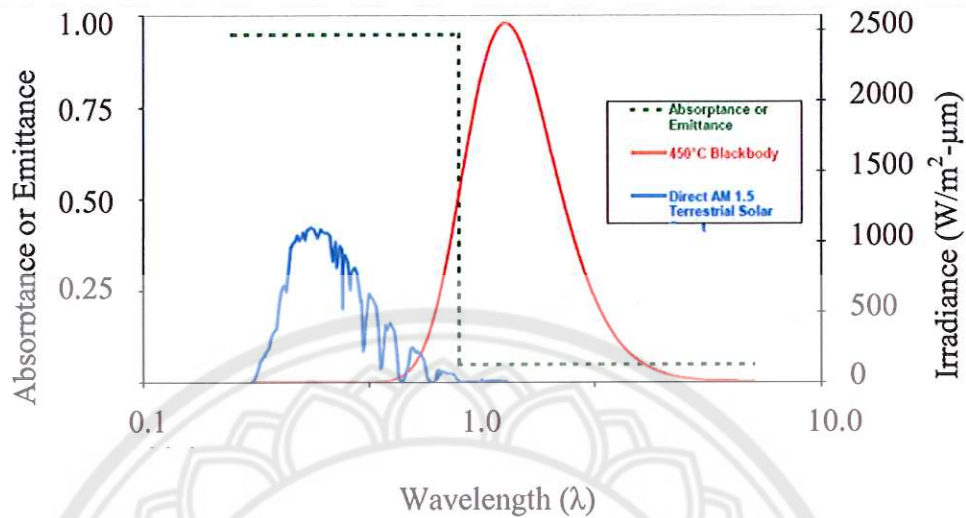 1.00
0.75
0.50
0.25
Absorptance or Emittance
2500
2000
1500
1000
500
0
Irradiance (W/m²-μm)
Absorptance or
Emittance
450°C Blackbody
Direct AM 1.5
Terrestrial Solar
0.1
1.0
10.0
Wavelength (λ)